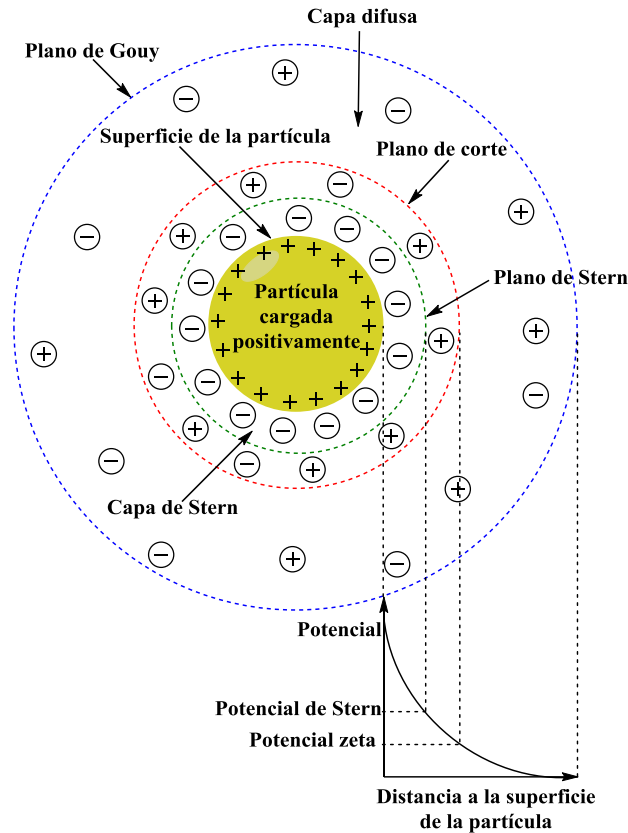 Capa difusa
Plano de Gouy
Superficie de la partícula
Plano de corte
Plano de Stern
Partícula
cargada
positivamente
Capa de Stern
Potencial
Potencial de Stern
Potencial zeta
Distancia a la superficie
de la partícula